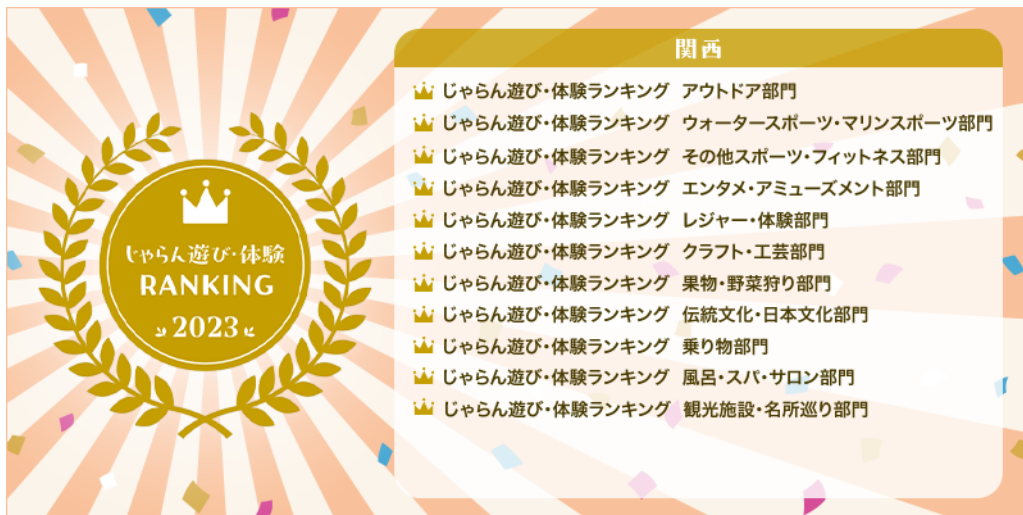 じゃらん遊び・体験
RANKING
2023
関西
じゃらん遊び・体験ランキング アウトドア部門
じゃらん遊び・体験ランキング ウォータースポーツ・マリンスポーツ部門
じゃらん遊び・体験ランキング その他スポーツ・フィットネス部門
じゃらん遊び・体験ランキング エンタメ・アミューズメント部門
じゃらん遊び・体験ランキング レジャー・体験部門
じゃらん遊び・体験ランキング クラフト・工芸部門
じゃらん遊び・体験ランキング 果物・野菜狩り部門
じゃらん遊び・体験ランキング 伝統文化・日本文化部門
じゃらん遊び・体験ランキング 乗り物部門
じゃらん遊び・体験ランキング 風呂・スパ・サロン部門
じゃらん遊び・体験ランキング 観光施設・名所巡り部門